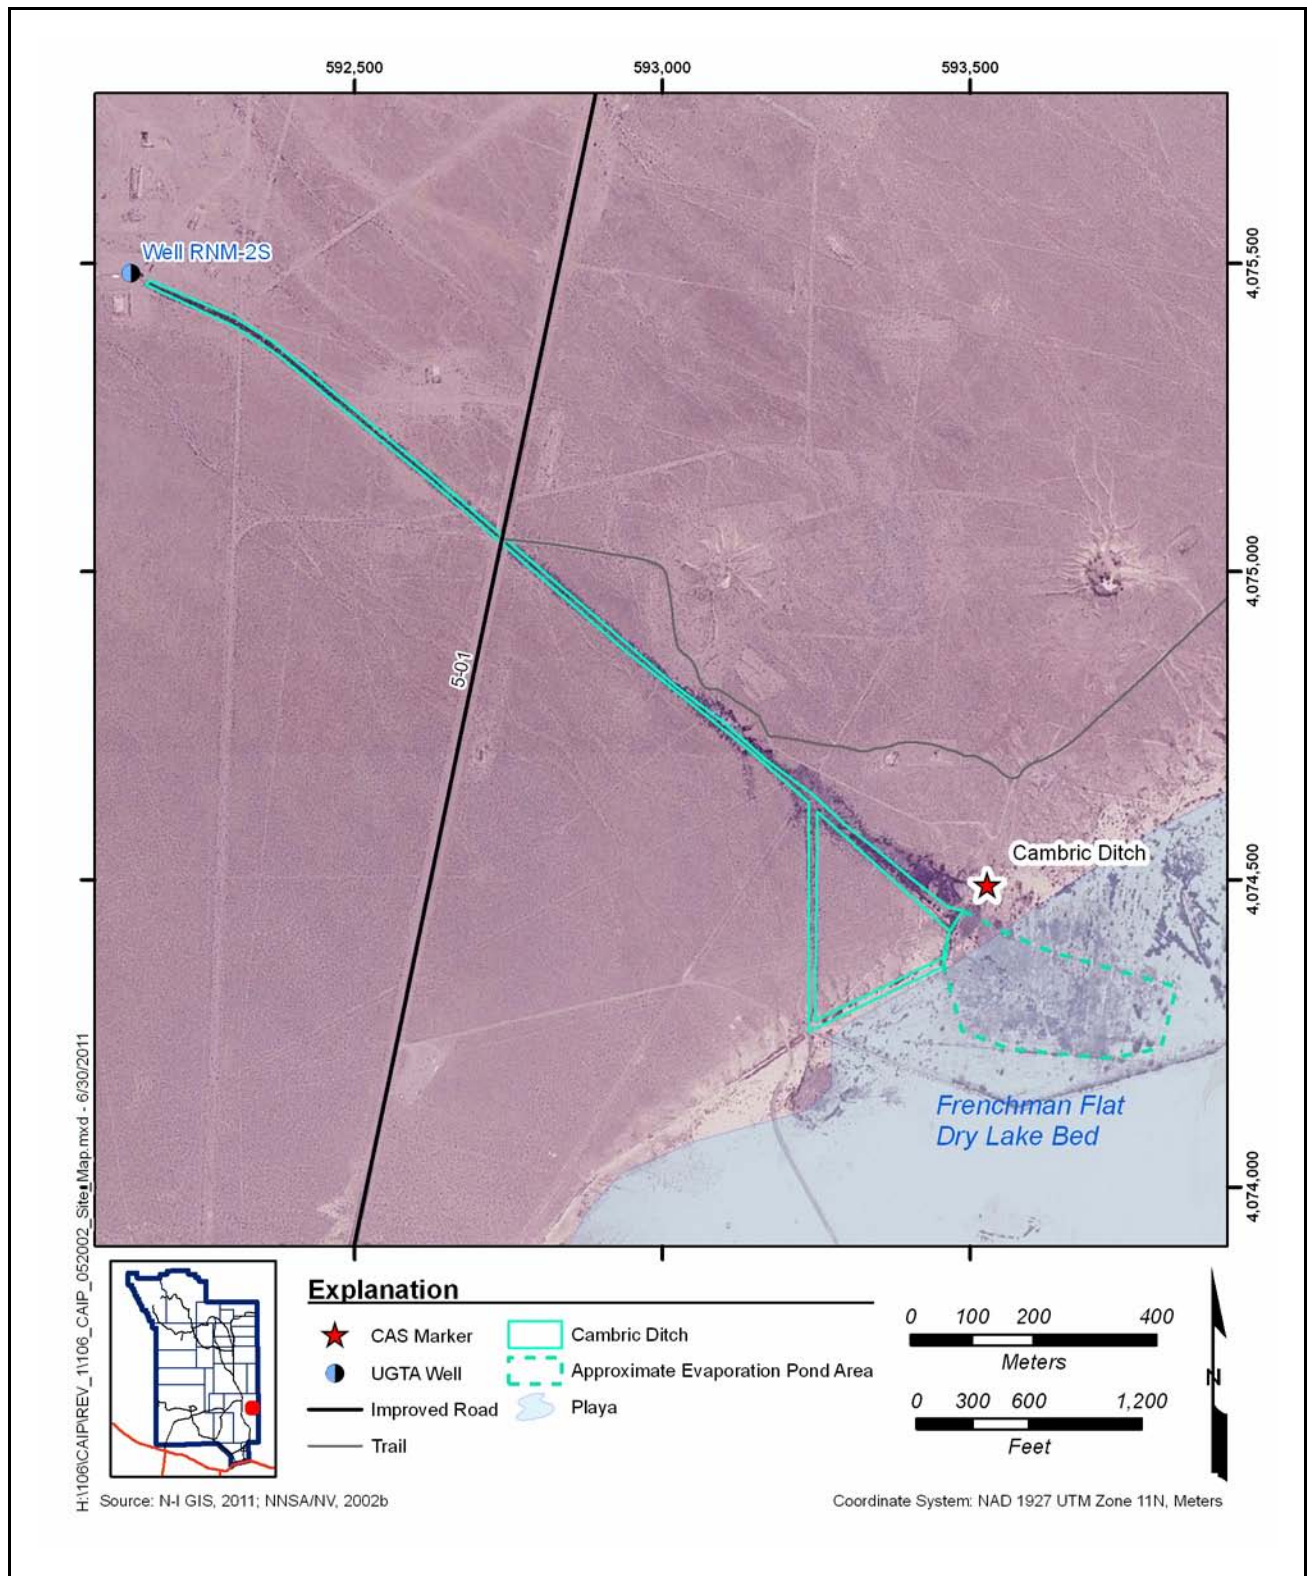 592,500
593,000
593,500
Well RNM-2S
4,075,500
4,075,000
5-01
Cambric Ditch
4,074,500
Frenchman Flat
Dry Lake Bed
4,074,000
H:\106\CAIP\REV_1\106_CAIP_052002_Site_Map.mxd - 6/30/2011
Explanation
CAS Marker
UGTA Well
Improved Road
Trail
Cambric Ditch
Approximate Evaporation Pond Area
Playa
0 100 200 400
Meters
0 300 600 1,200
Feet
N
Source: N-I GIS, 2011; NNSA/NV, 2002b
Coordinate System: NAD 1927 UTM Zone 11N, Meters